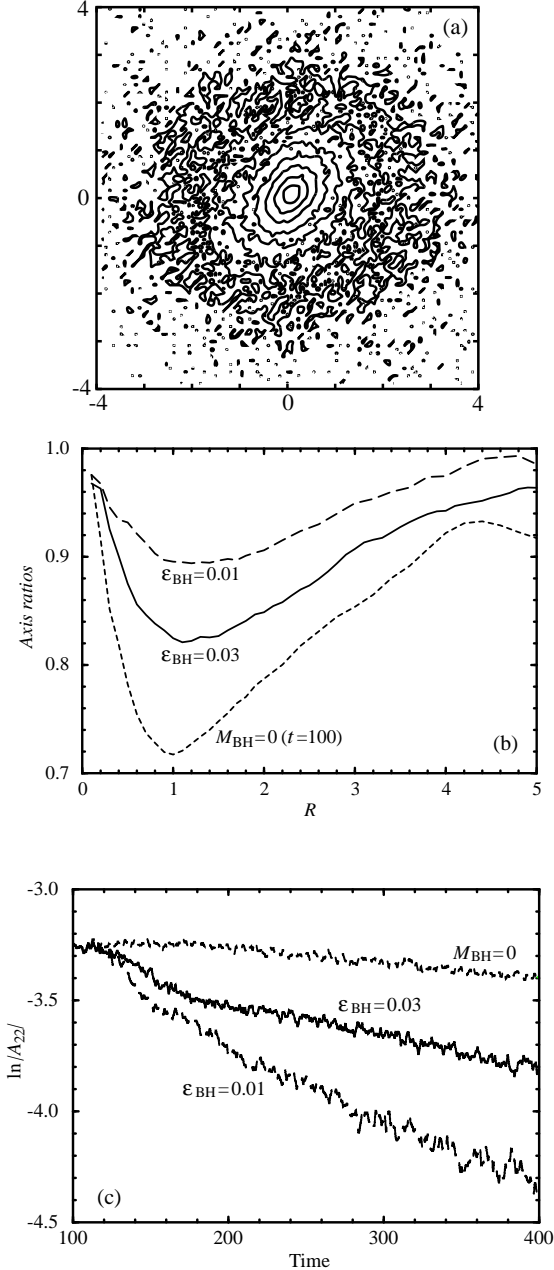 4
(a)
0
-4
-4 0 4
1.0
0.9
0.8
0.7
Axis ratios
εBH=0.01
εBH=0.03
MBH=0 (t=100)
(b)
0 1 2 3 4 5
R
-3.0
-3.5
-4.0
-4.5
ln|A22|
MBH=0
εBH=0.03
εBH=0.01
(c)
100 200 300 400
Time